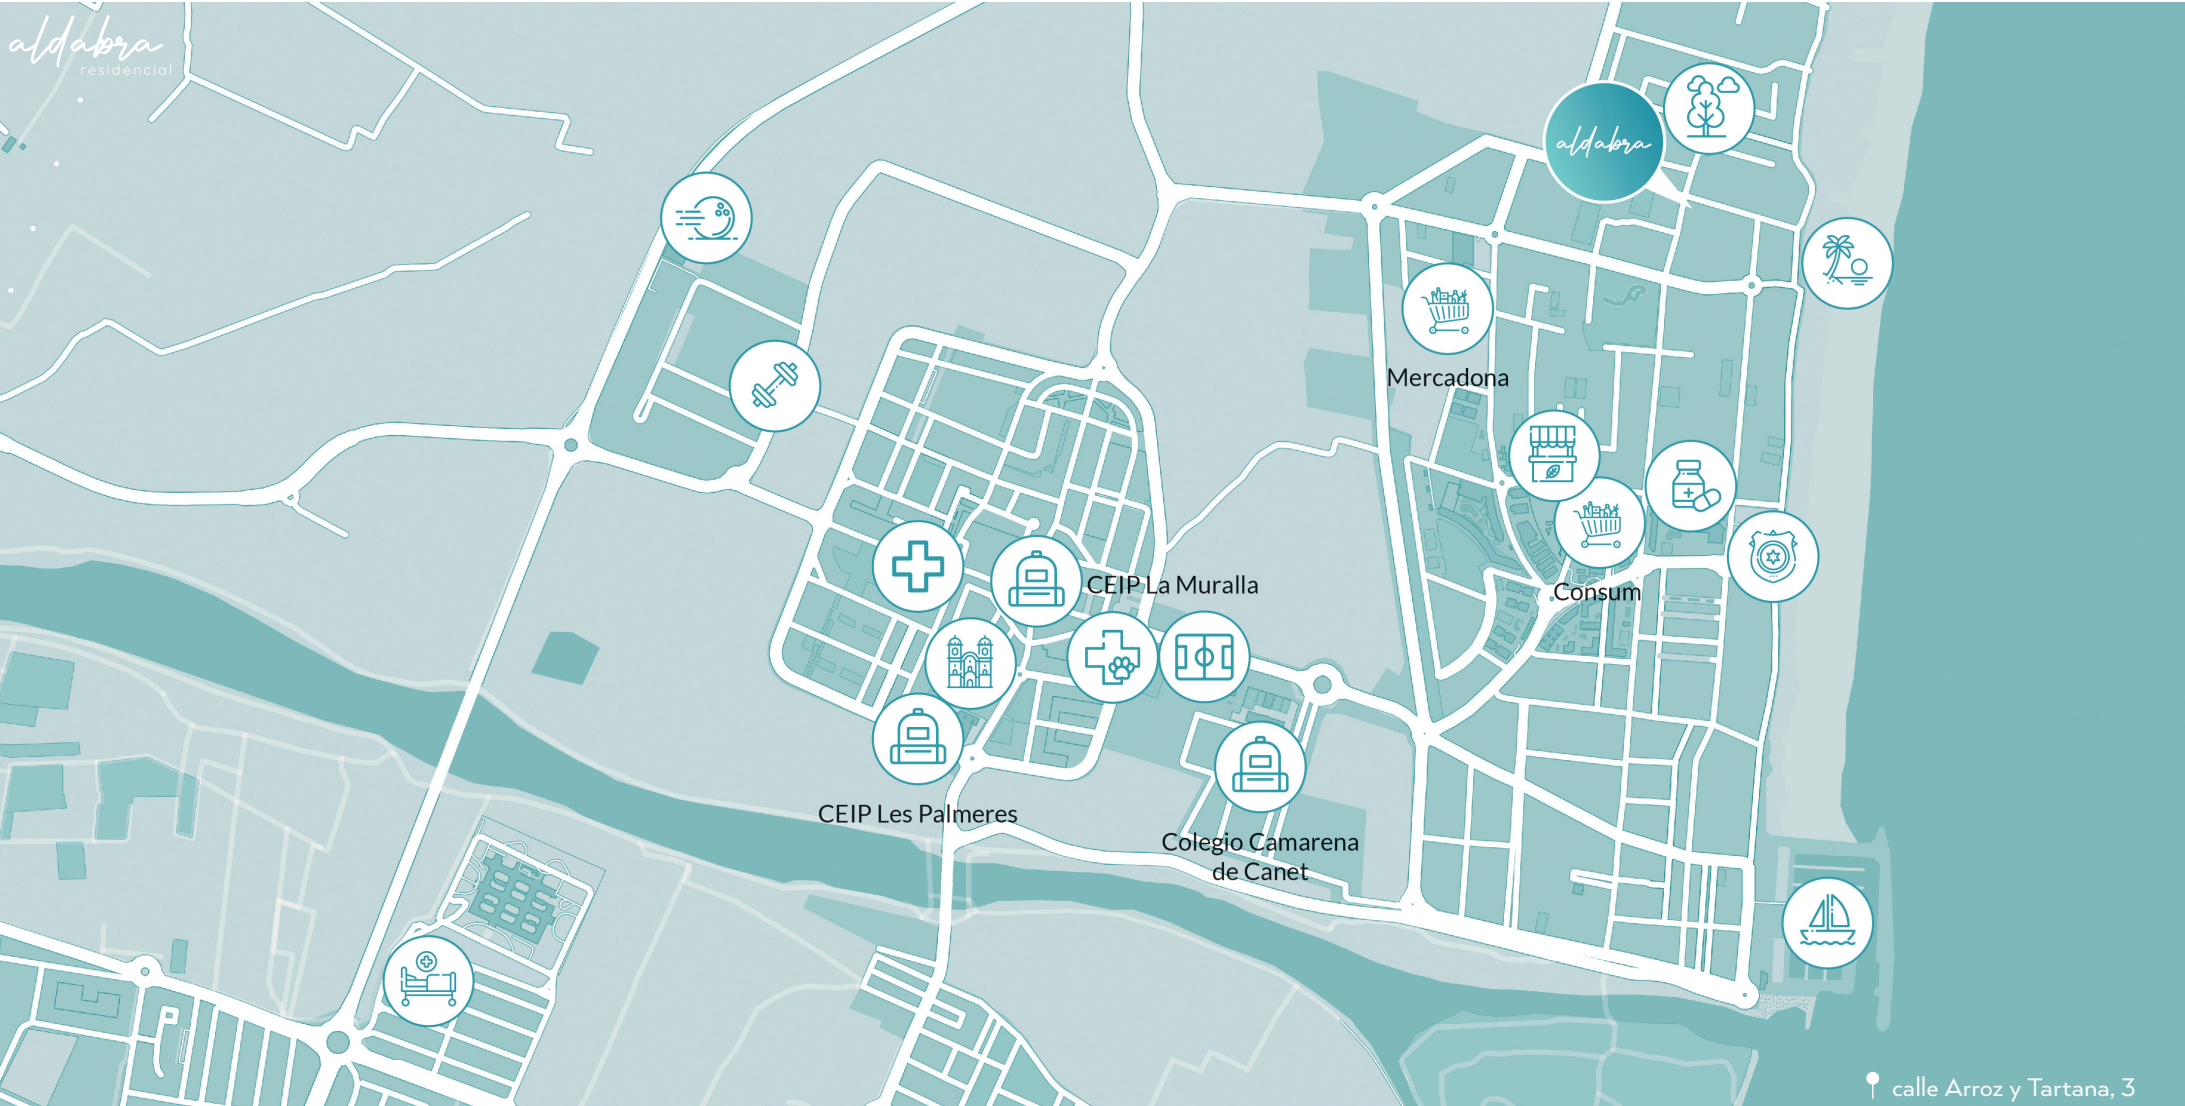 aldabra
residencial
aldabra
Mercadona
CEIP La Muralla
Consum
CEIP Les Palmeres
Colegio Camarena
de Canet
calle Arroz y Tartana, 3